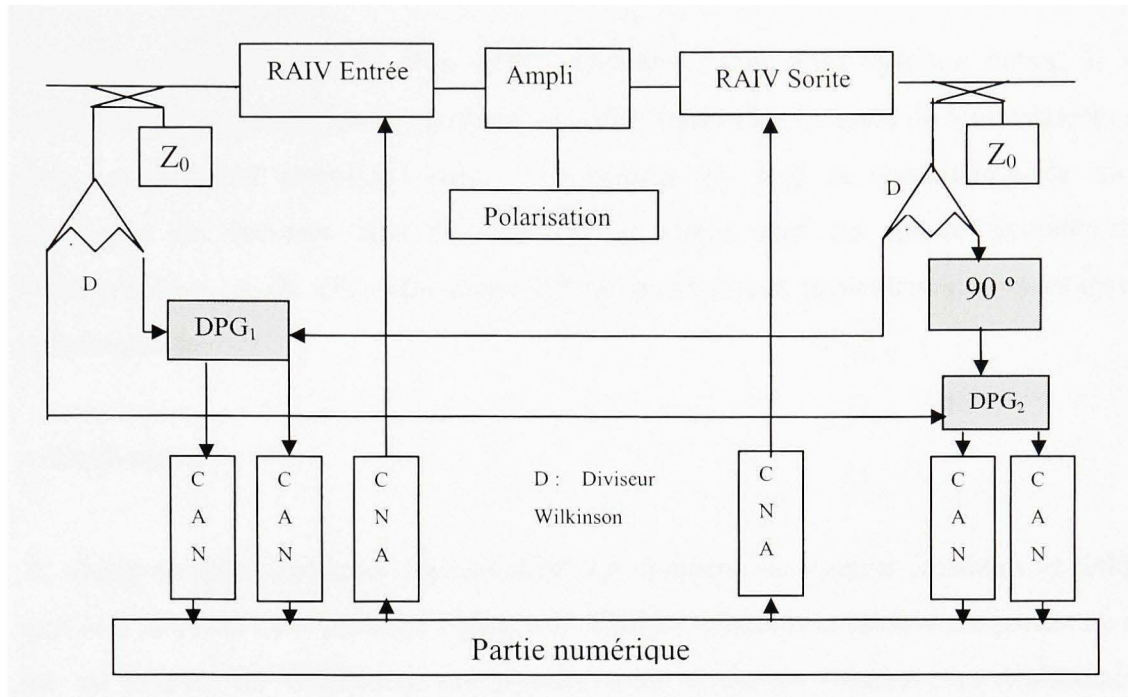 RAIV Entrée
Ampli
RAIV Sorite
Z₀
Z₀
Polarisation
D
D
90 º
DPG₁
DPG₂
C
A
N
C
A
N
C
N
A
D : Diviseur
Wilkinson
C
N
A
C
A
N
C
A
N
Partie numérique